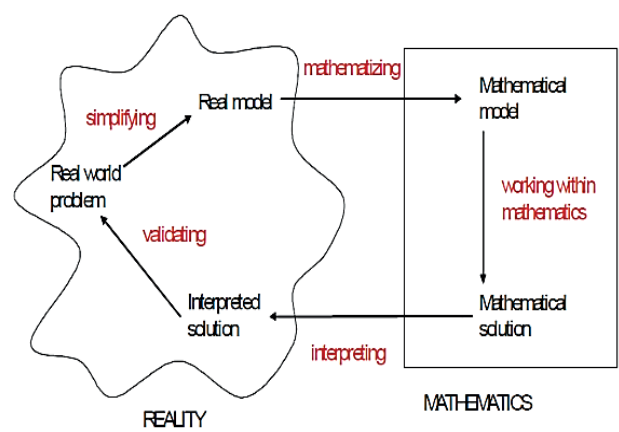 mathematizing
Real model
Mathematical
model
simplifying
Real world
problem
working within
mathematics
validating
Interpreted
solution
Mathematical
solution
interpreting
REALITY
MATHEMATICS